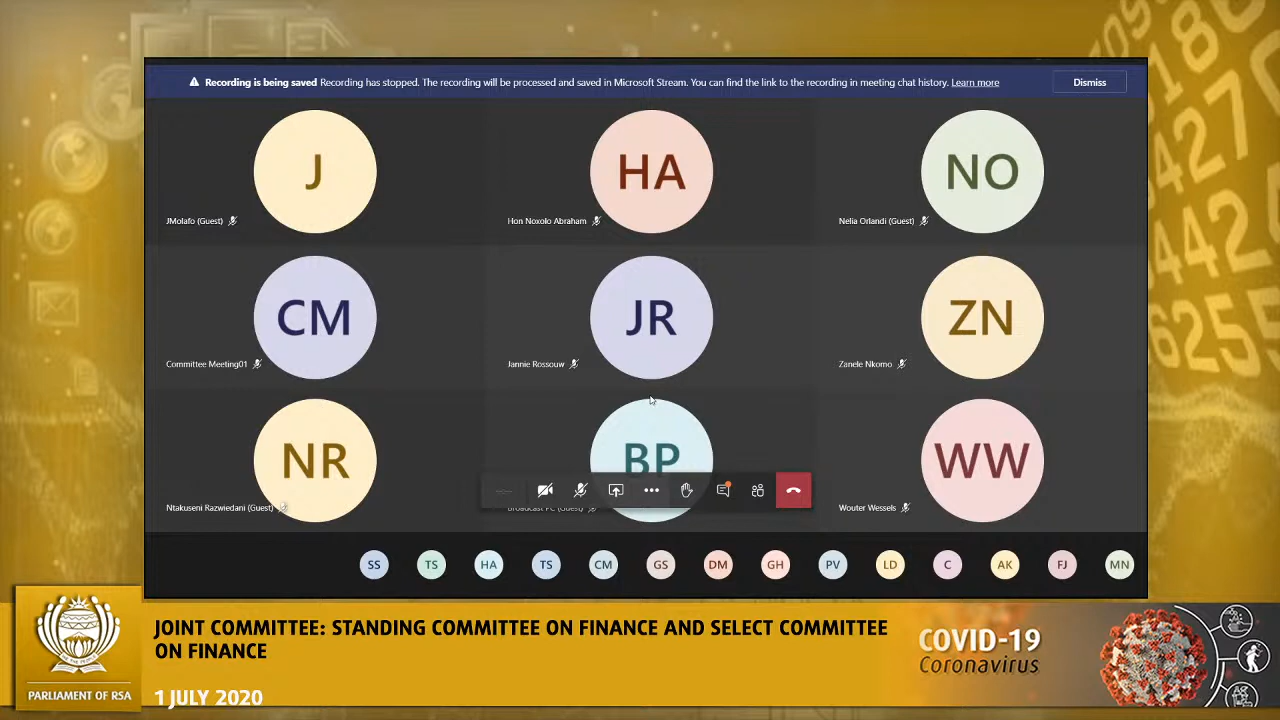 Recording is being saved Recording has stopped. The recording will be processed and saved in Microsoft Stream. You can find the link to the recording in meeting chat history. Learn more
Dismiss
J
HA
NO
JMolafo (Guest)
Hon Noxolo Abraham
Nelia Orlandi (Guest)
CM
JR
ZN
Committee Meeting01
Jannie Rossouw
Zanele Nkomo
NR
BP
WW
Ntakuseni Razwiedani (Guest)
Broadcast PC (Guest)
Wouter Wessels
SS TS HA TS CM GS DM GH PV LD C AK FJ MN
JOINT COMMITTEE: STANDING COMMITTEE ON FINANCE AND SELECT COMMITTEE
ON FINANCE
1 JULY 2020
PARLIAMENT OF RSA
COVID-19
Coronavirus